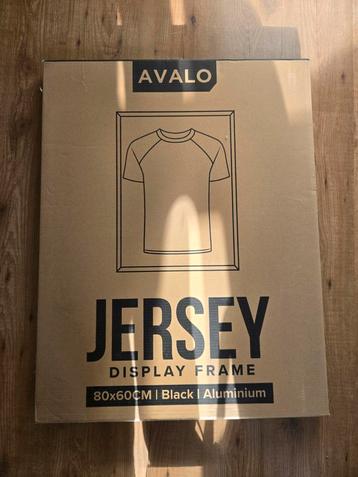 AVALO
JERSEY
DISPLAY FRAME
80x60CM | Black | Aluminium